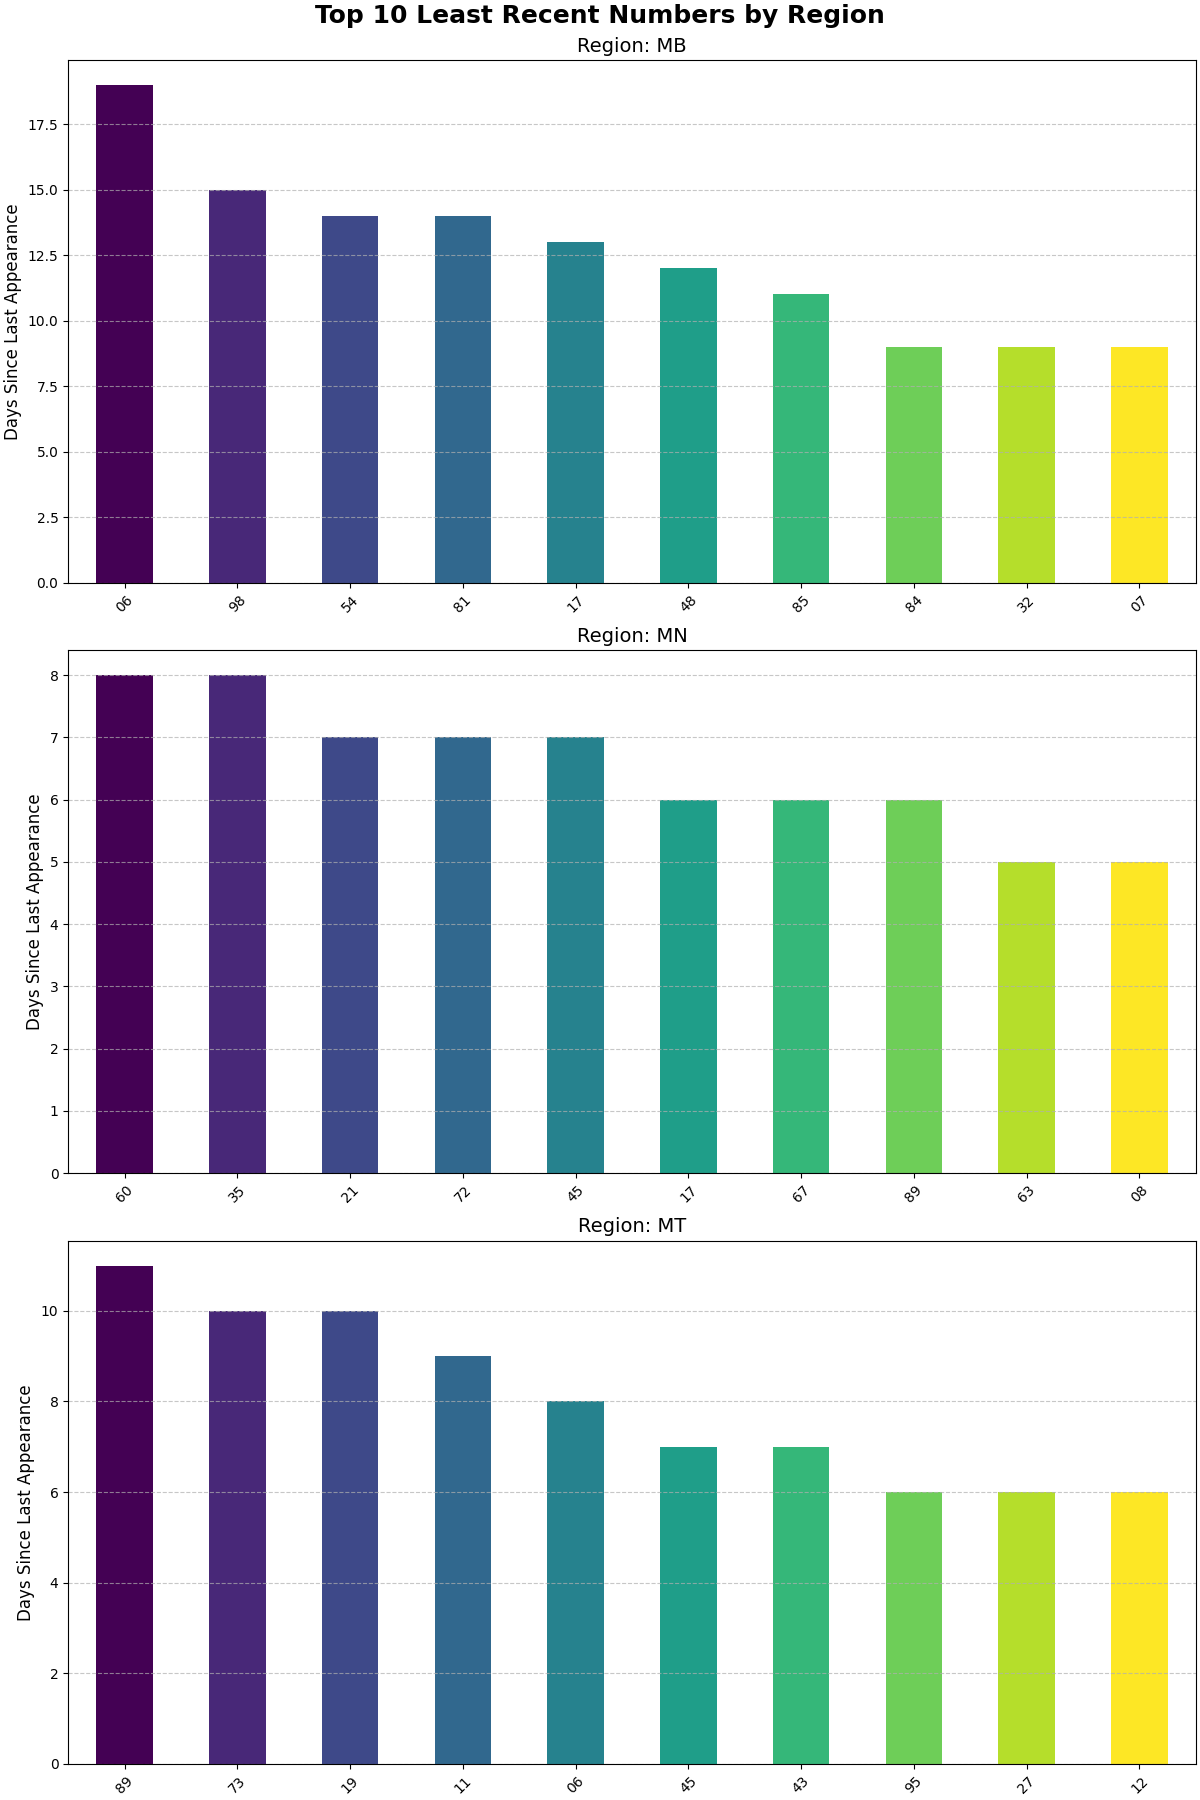 Top 10 Least Recent Numbers by Region
Region: MB
Days Since Last Appearance
17.5
15.0
12.5
10.0
7.5
5.0
2.5
0.0
06 98 54 81 17 48 85 84 32 07
Region: MN
Days Since Last Appearance
8
7
6
5
4
3
2
1
0
60 35 21 72 45 17 67 89 63 08
Region: MT
Days Since Last Appearance
10
8
6
4
2
0
89 73 19 11 06 45 43 95 27 12